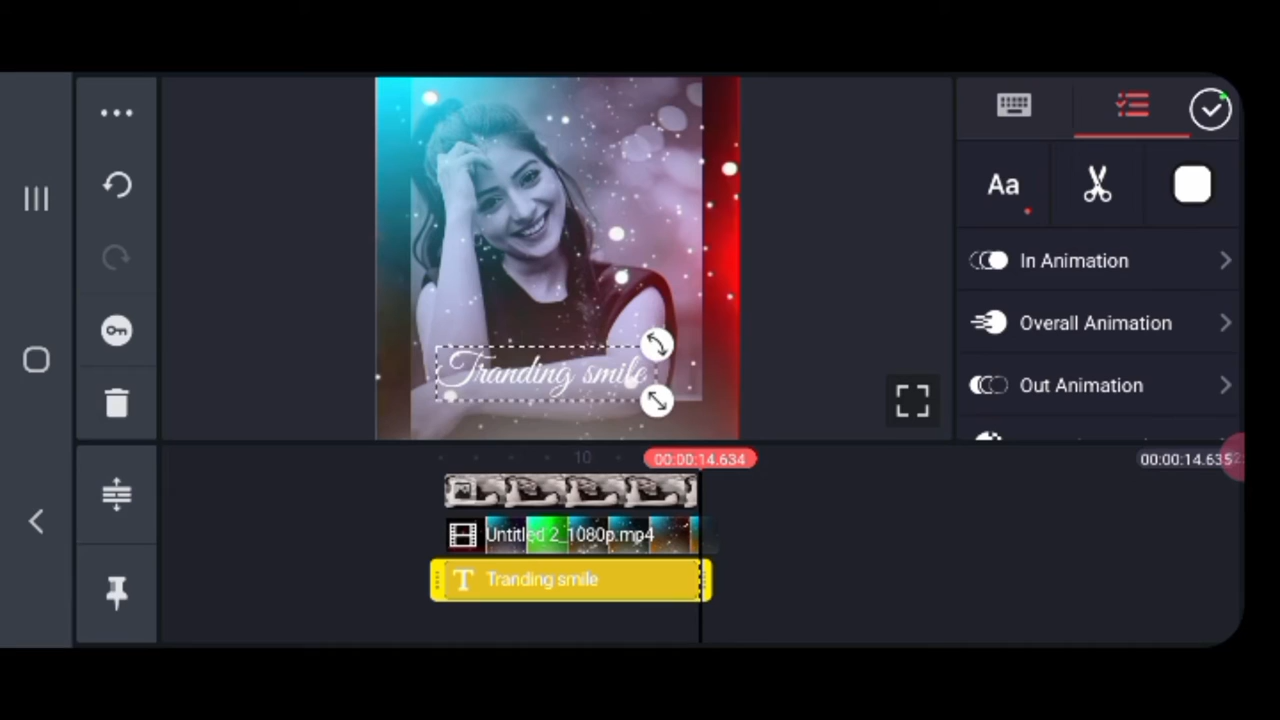 Aa
In Animation
Overall Animation
Out Animation
Tranding smile
10
00:00:14.634
00:00:14.635
Untitled 2_1080p.mp4
T Tranding smile